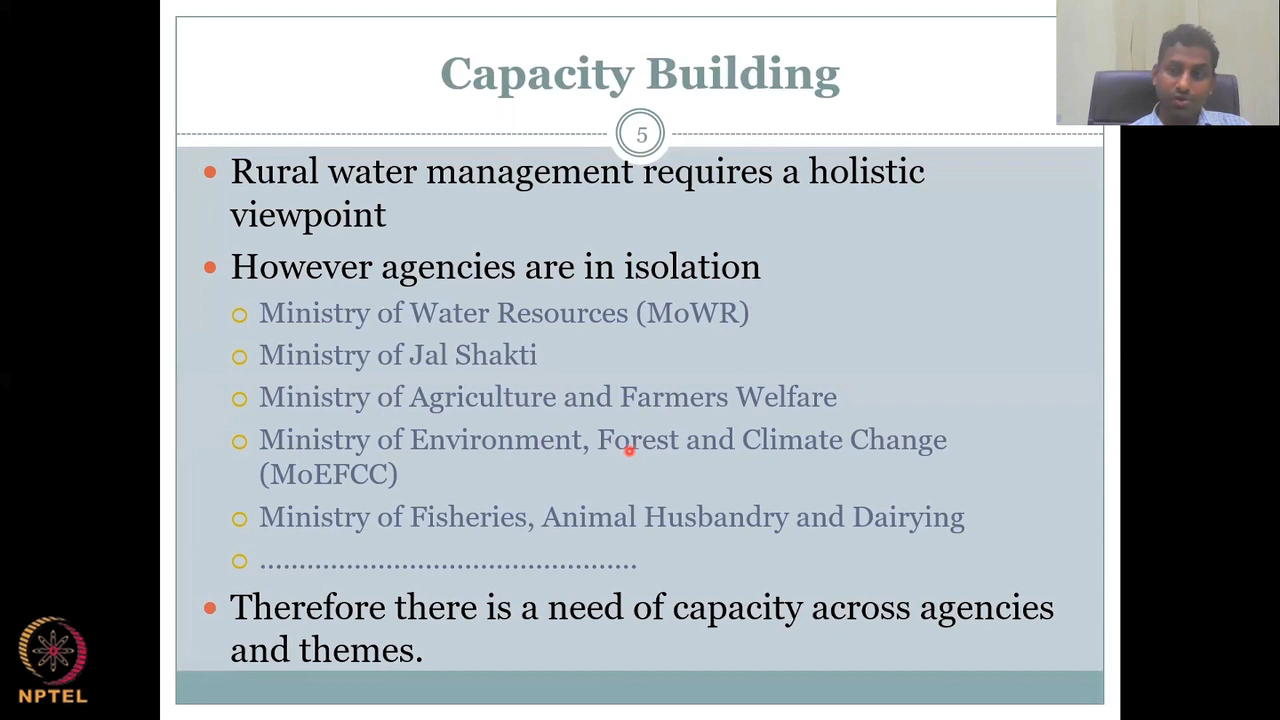 Capacity Building
5
• Rural water management requires a holistic
viewpoint
• However agencies are in isolation
○ Ministry of Water Resources (MoWR)
○ Ministry of Jal Shakti
○ Ministry of Agriculture and Farmers Welfare
○ Ministry of Environment, Forest and Climate Change
(MoEFCC)
○ Ministry of Fisheries, Animal Husbandry and Dairying
○ ...............................................
• Therefore there is a need of capacity across agencies
and themes.
NPTEL